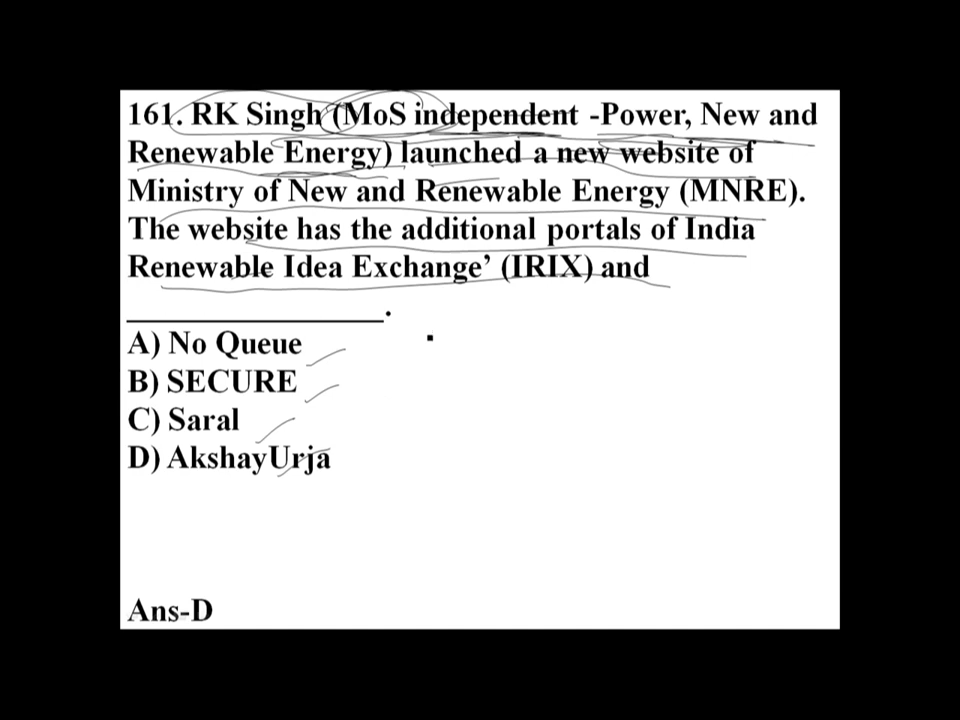 161. RK Singh (MoS independent -Power, New and
Renewable Energy) launched a new website of
Ministry of New and Renewable Energy (MNRE).
The website has the additional portals of India
Renewable Idea Exchange’ (IRIX) and
________________.
A) No Queue
B) SECURE
C) Saral
D) AkshayUrja
Ans-D